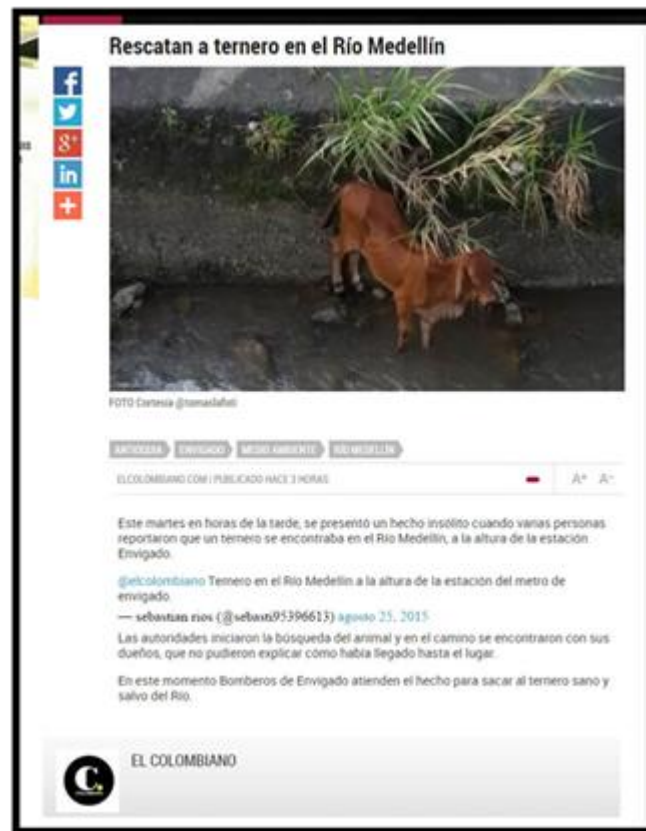 Rescatan a ternero en el Río Medellín
f
8+
in
+
FOTO Cortesía @tomaslafoti
ANTIOQUIA ENVIGADO MEDIO AMBIENTE RÍO MEDELLÍN
ELCOLOMBIANO.COM | PUBLICADO HACE 3 HORAS
A+ A-
Este martes en horas de la tarde, se presentó un hecho insólito cuando varias personas
reportaron que un ternero se encontraba en el Río Medellín, a la altura de la estación
Envigado.
@elcolombiano Ternero en el Río Medellín a la altura de la estación del metro de
envigado.
— sebastian rios (@sebasti95396613) agosto 25, 2015
Las autoridades iniciaron la búsqueda del animal y en el camino se encontraron con sus
dueños, que no pudieron explicar cómo había llegado hasta el lugar.
En este momento Bomberos de Envigado atienden el hecho para sacar al ternero sano y
salvo del Río.
EL COLOMBIANO